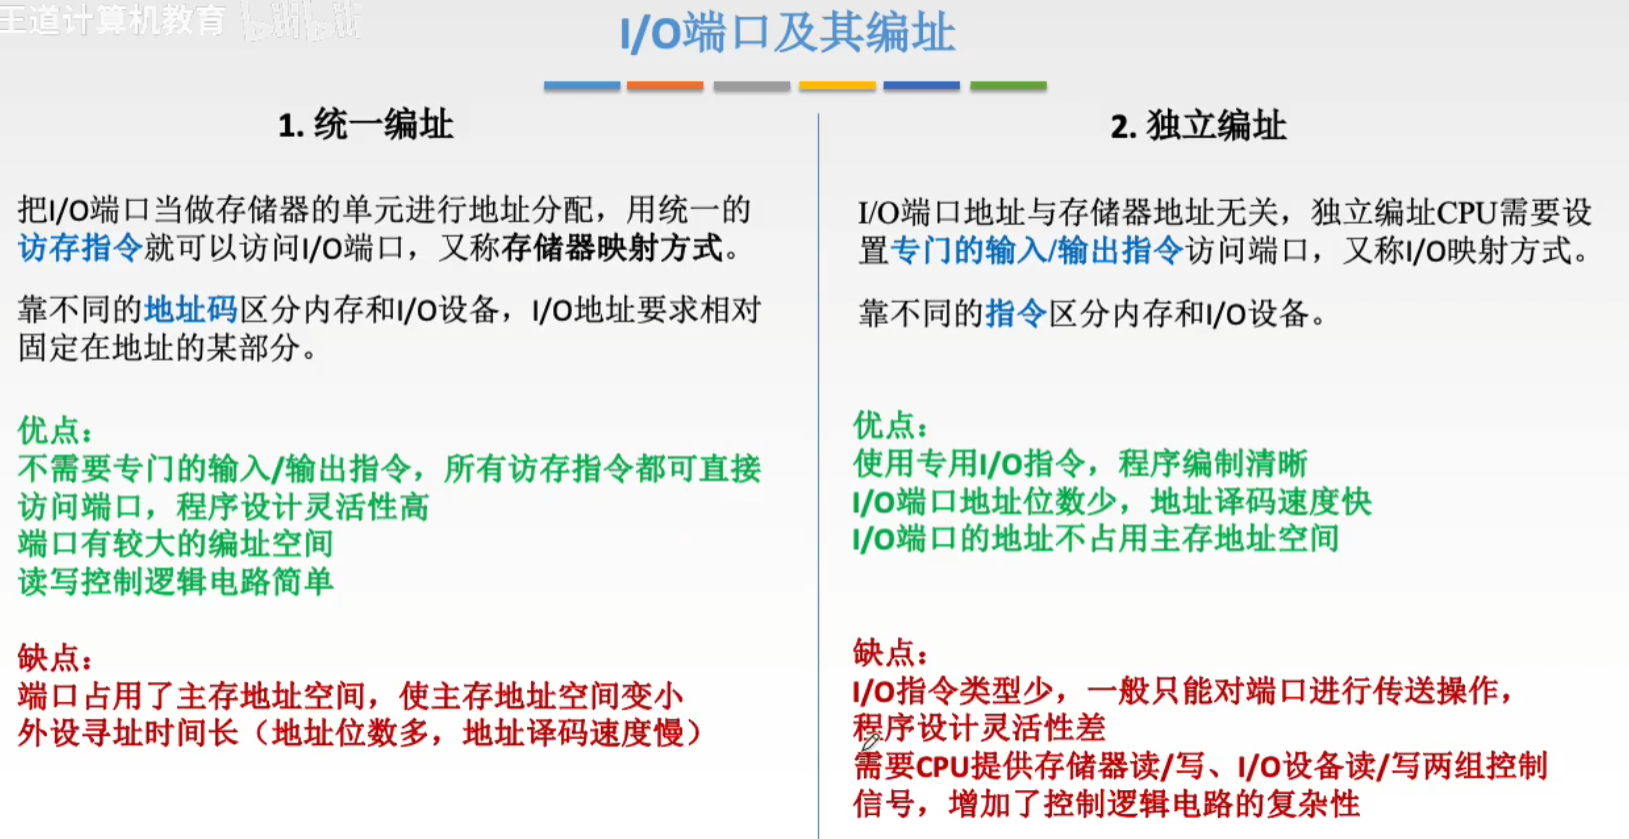 王道计算机教育 bilibili
I/O端口及其编址
1. 统一编址
把I/O端口当做存储器的单元进行地址分配，用统一的
访存指令就可以访问I/O端口，又称存储器映射方式。
靠不同的地址码区分内存和I/O设备，I/O地址要求相对
固定在地址的某部分。
优点：
不需要专门的输入/输出指令，所有访存指令都可直接
访问端口，程序设计灵活性高
端口有较大的编址空间
读写控制逻辑电路简单
缺点：
端口占用了主存地址空间，使主存地址空间变小
外设寻址时间长（地址位数多，地址译码速度慢）
2. 独立编址
I/O端口地址与存储器地址无关，独立编址CPU需要设
置专门的输入/输出指令访问端口，又称I/O映射方式。
靠不同的指令区分内存和I/O设备。
优点：
使用专用I/O指令，程序编制清晰
I/O端口地址位数少，地址译码速度快
I/O端口的地址不占用主存地址空间
缺点：
I/O指令类型少，一般只能对端口进行传送操作，
程序设计灵活性差
需要CPU提供存储器读/写、I/O设备读/写两组控制
信号，增加了控制逻辑电路的复杂性